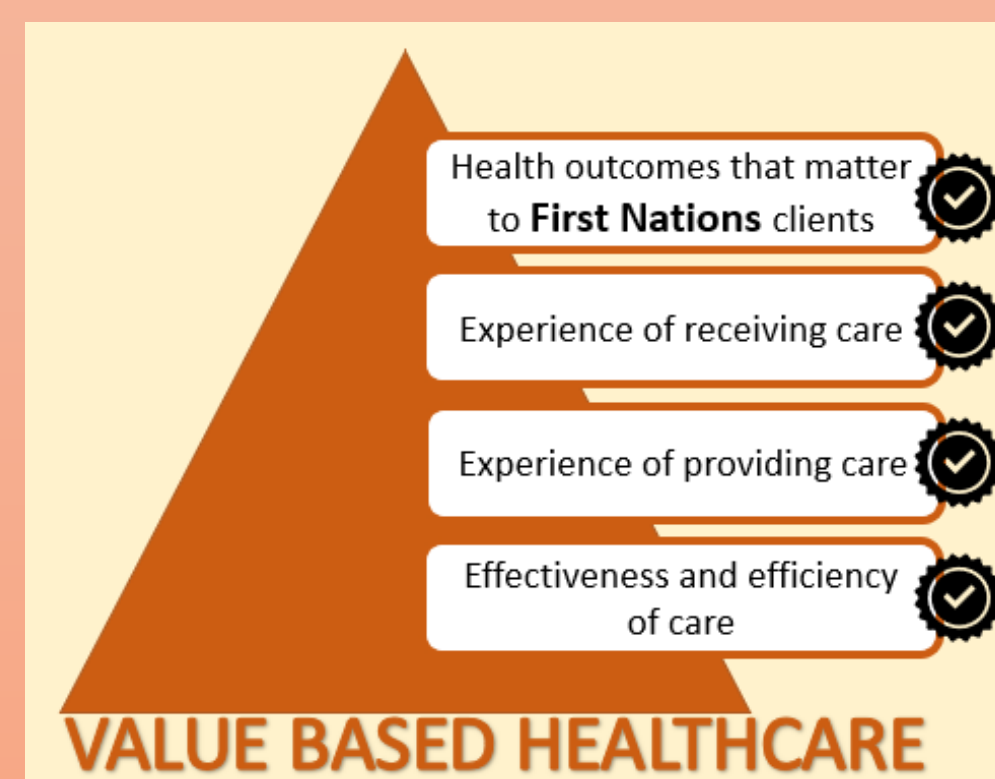 Health outcomes that matter
to First Nations clients
Experience of receiving care
Experience of providing care
Effectiveness and efficiency
of care
VALUE BASED HEALTHCARE